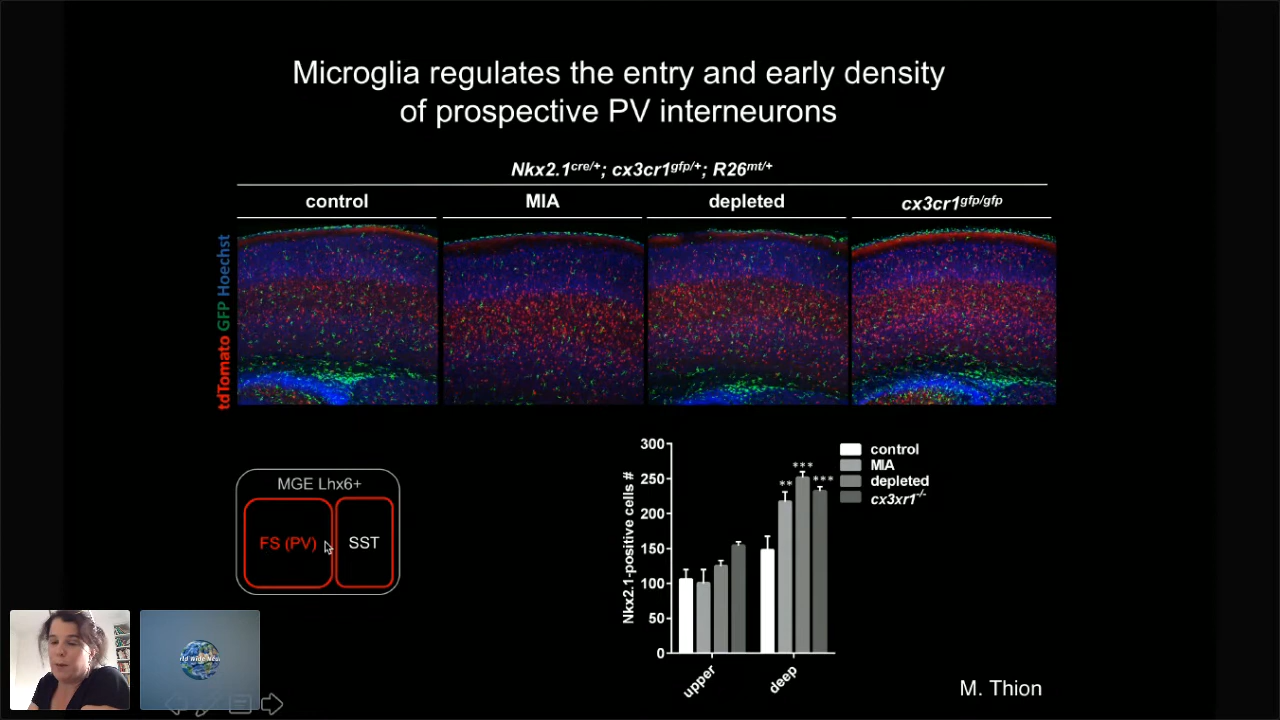 Microglia regulates the entry and early density
of prospective PV interneurons
Nkx2.1cre/+; cx3cr1gfp/+; R26mt/+
control
MIA
depleted
cx3cr1gfp/gfp
tdTomato GFP Hoechst
MGE Lhx6+
FS (PV)
SST
Nkx2.1-positive cells #
300
250
200
150
100
50
0
**
***
***
upper
deep
control
MIA
depleted
cx3xr1-/-
M. Thion